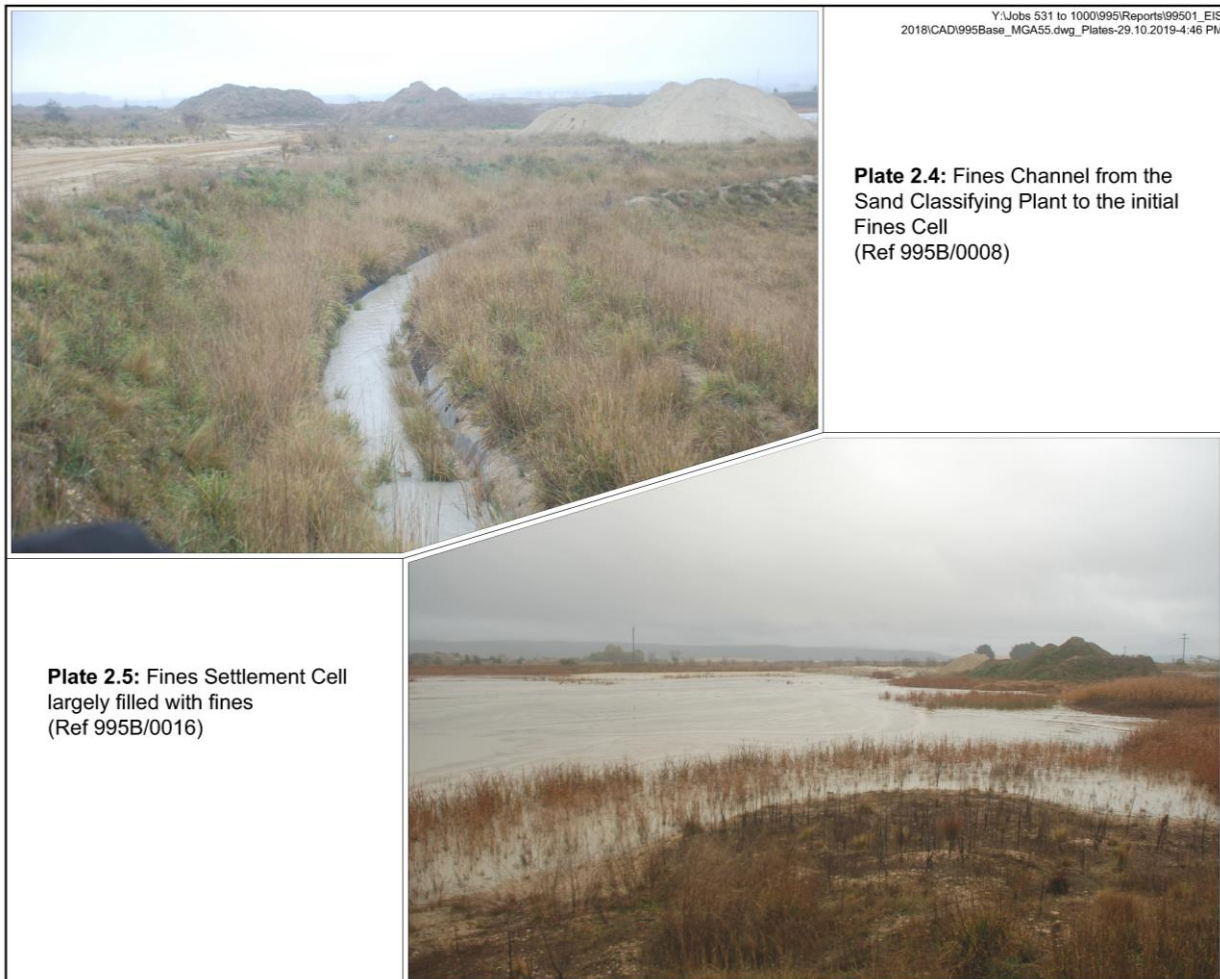 Y:\Jobs 531 to 1000\995\Reports\99501_EIS
2018\CAD\995Base_MGA55.dwg_Plates-29.10.2019-4:46 PM
Plate 2.4: Fines Channel from the
Sand Classifying Plant to the initial
Fines Cell
(Ref 995B/0008)
Plate 2.5: Fines Settlement Cell
largely filled with fines
(Ref 995B/0016)